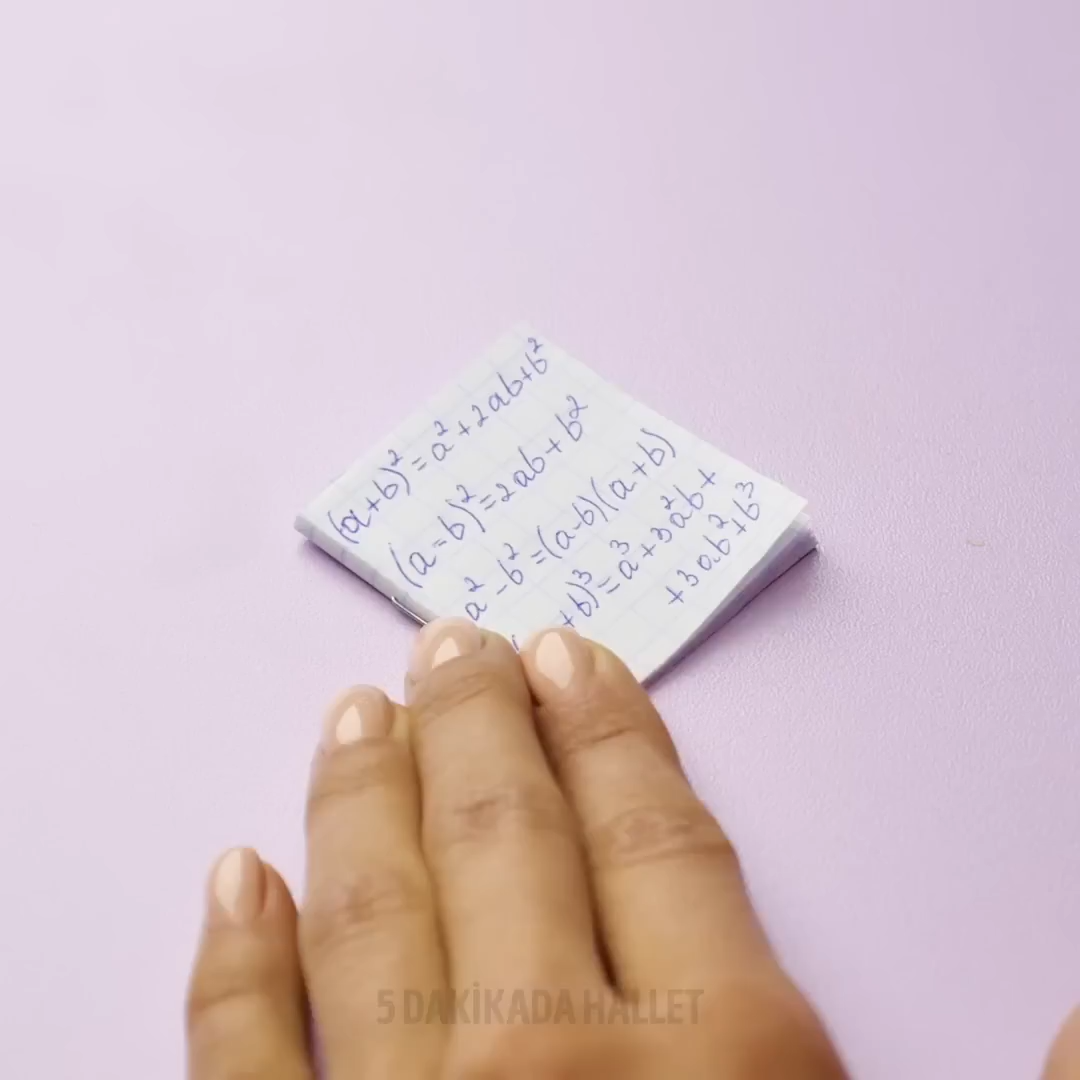 (a+b)²=a²+2ab+b²
(a-b)²=2ab+b²
a²-b²=(a-b)(a+b)
+b)³=a³+3a²b+
+3ab²+b³
5 DAKİKADA HALLET